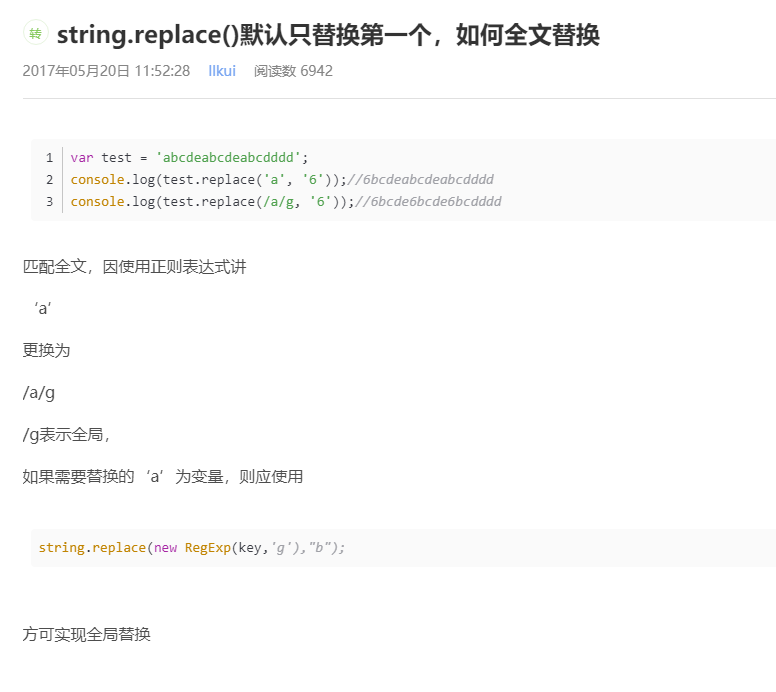 转 string.replace()默认只替换第一个，如何全文替换
2017年05月20日 11:52:28 llkui 阅读数 6942
1 var test = 'abcdeabcdeabcdddd';
2 console.log(test.replace('a', '6'));//6bcdeabcdeabcdddd
3 console.log(test.replace(/a/g, '6'));//6bcde6bcde6bcdddd
匹配全文，因使用正则表达式讲
‘a’
更换为
/a/g
/g表示全局，
如果需要替换的‘a’为变量，则应使用
string.replace(new RegExp(key,'g'),"b");
方可实现全局替换